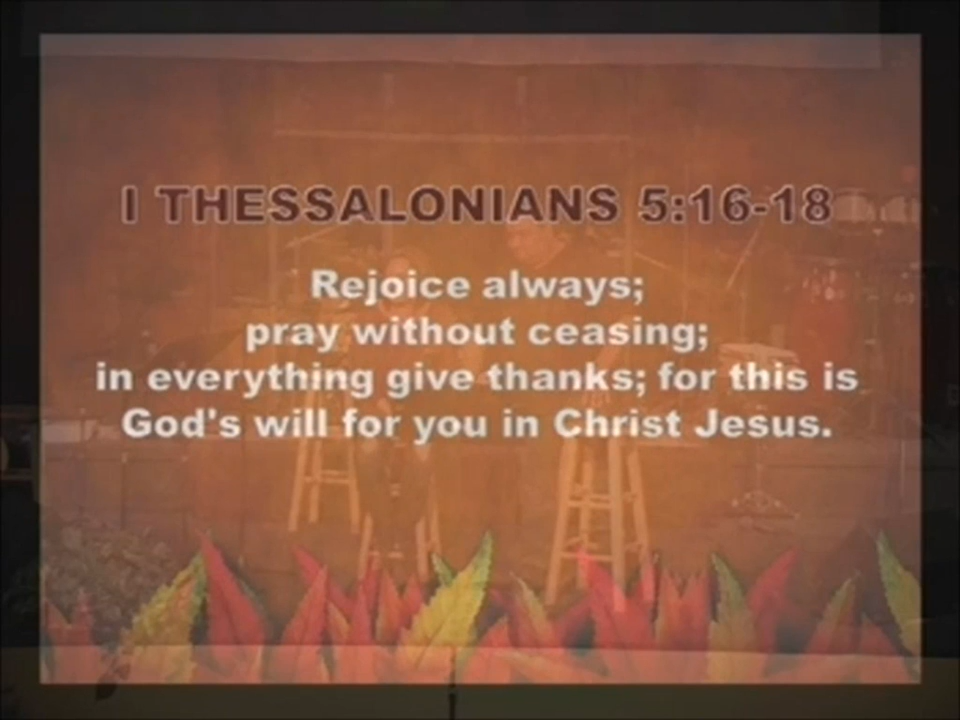 I THESSALONIANS 5:16-18
Rejoice always;
pray without ceasing;
in everything give thanks; for this is
God's will for you in Christ Jesus.